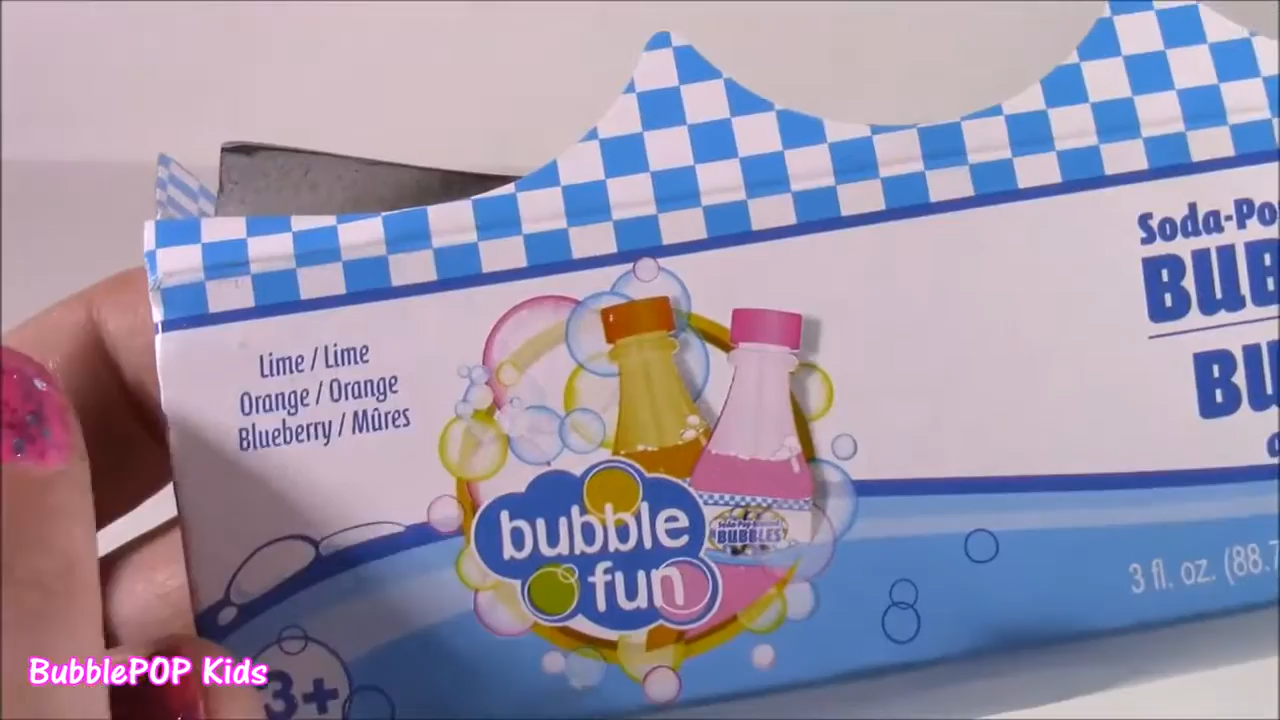 Lime / Lime
Orange / Orange
Blueberry / Mûres
bubble
fun
BUBBLES
Soda-Po
BUB
BU
3 fl. oz. (88.7
3+
BubblePOP Kids